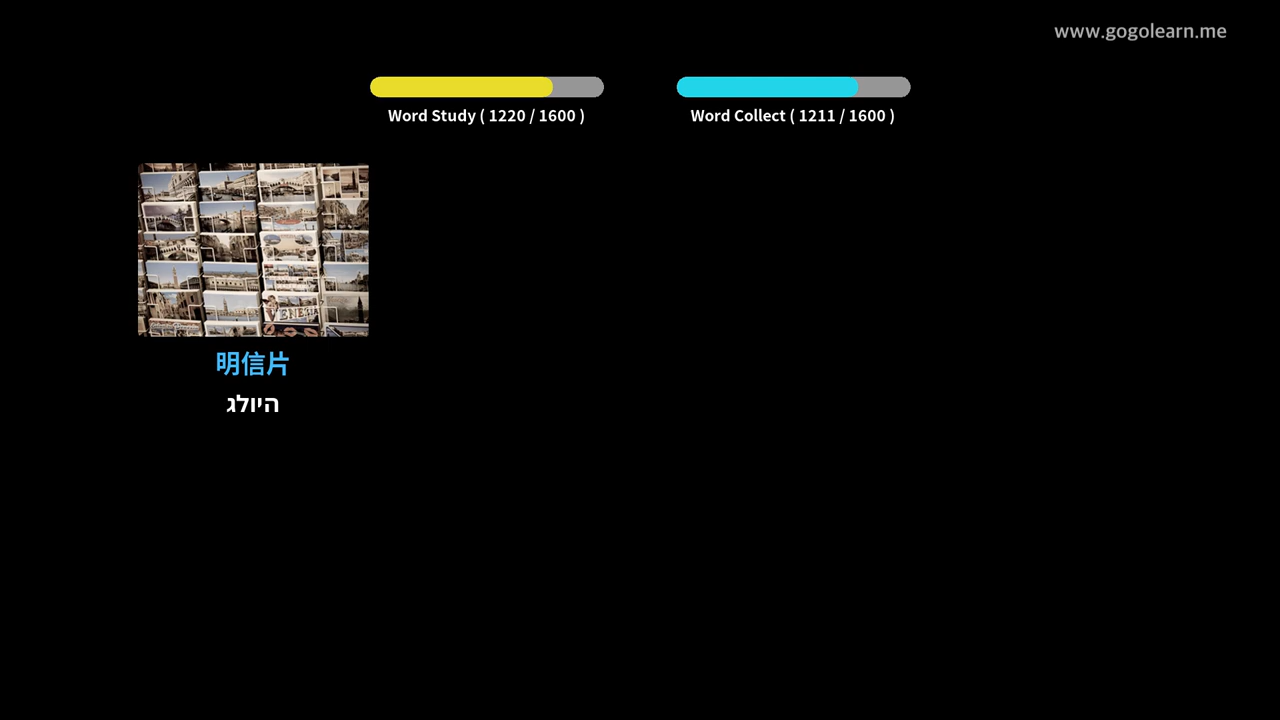 www.gogolearn.me
Word Study ( 1220 / 1600 )
Word Collect ( 1211 / 1600 )
明信片
היולג